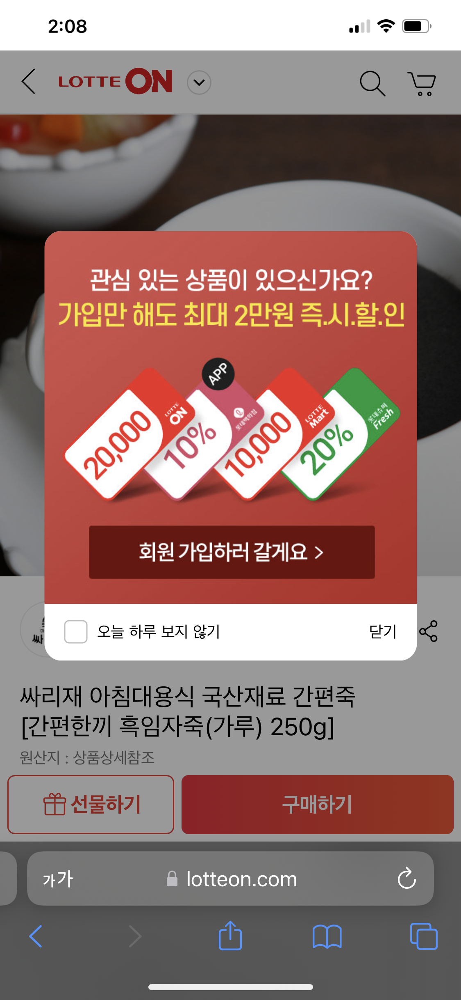 2:08
LOTTE ON
관심 있는 상품이 있으신가요?
가입만 해도 최대 2만원 즉.시.할.인
APP
20,000
LOTTE ON
10%
롯데백화점
10,000
LOTTE Mart
20%
롯데슈퍼 Fresh
회원 가입하러 갈게요 >
오늘 하루 보지 않기
닫기
싸
싸리재 아침대용식 국산재료 간편죽
[간편한끼 흑임자죽(가루) 250g]
원산지 : 상품상세참조
선물하기
구매하기
가가
lotteon.com